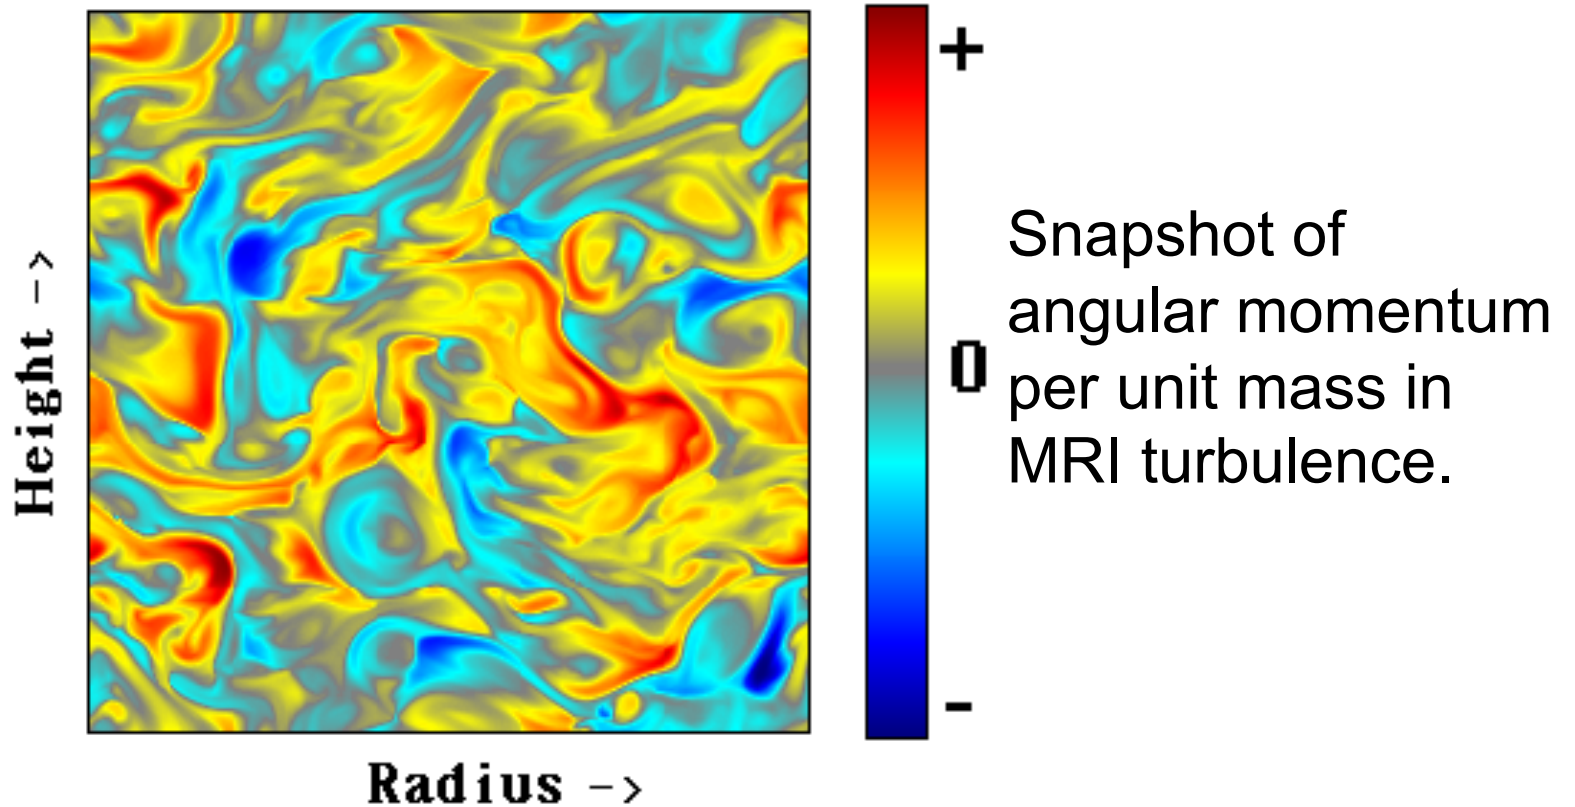 +
0
-
Height ->
Radius ->
Snapshot of
angular momentum
per unit mass in
MRI turbulence.